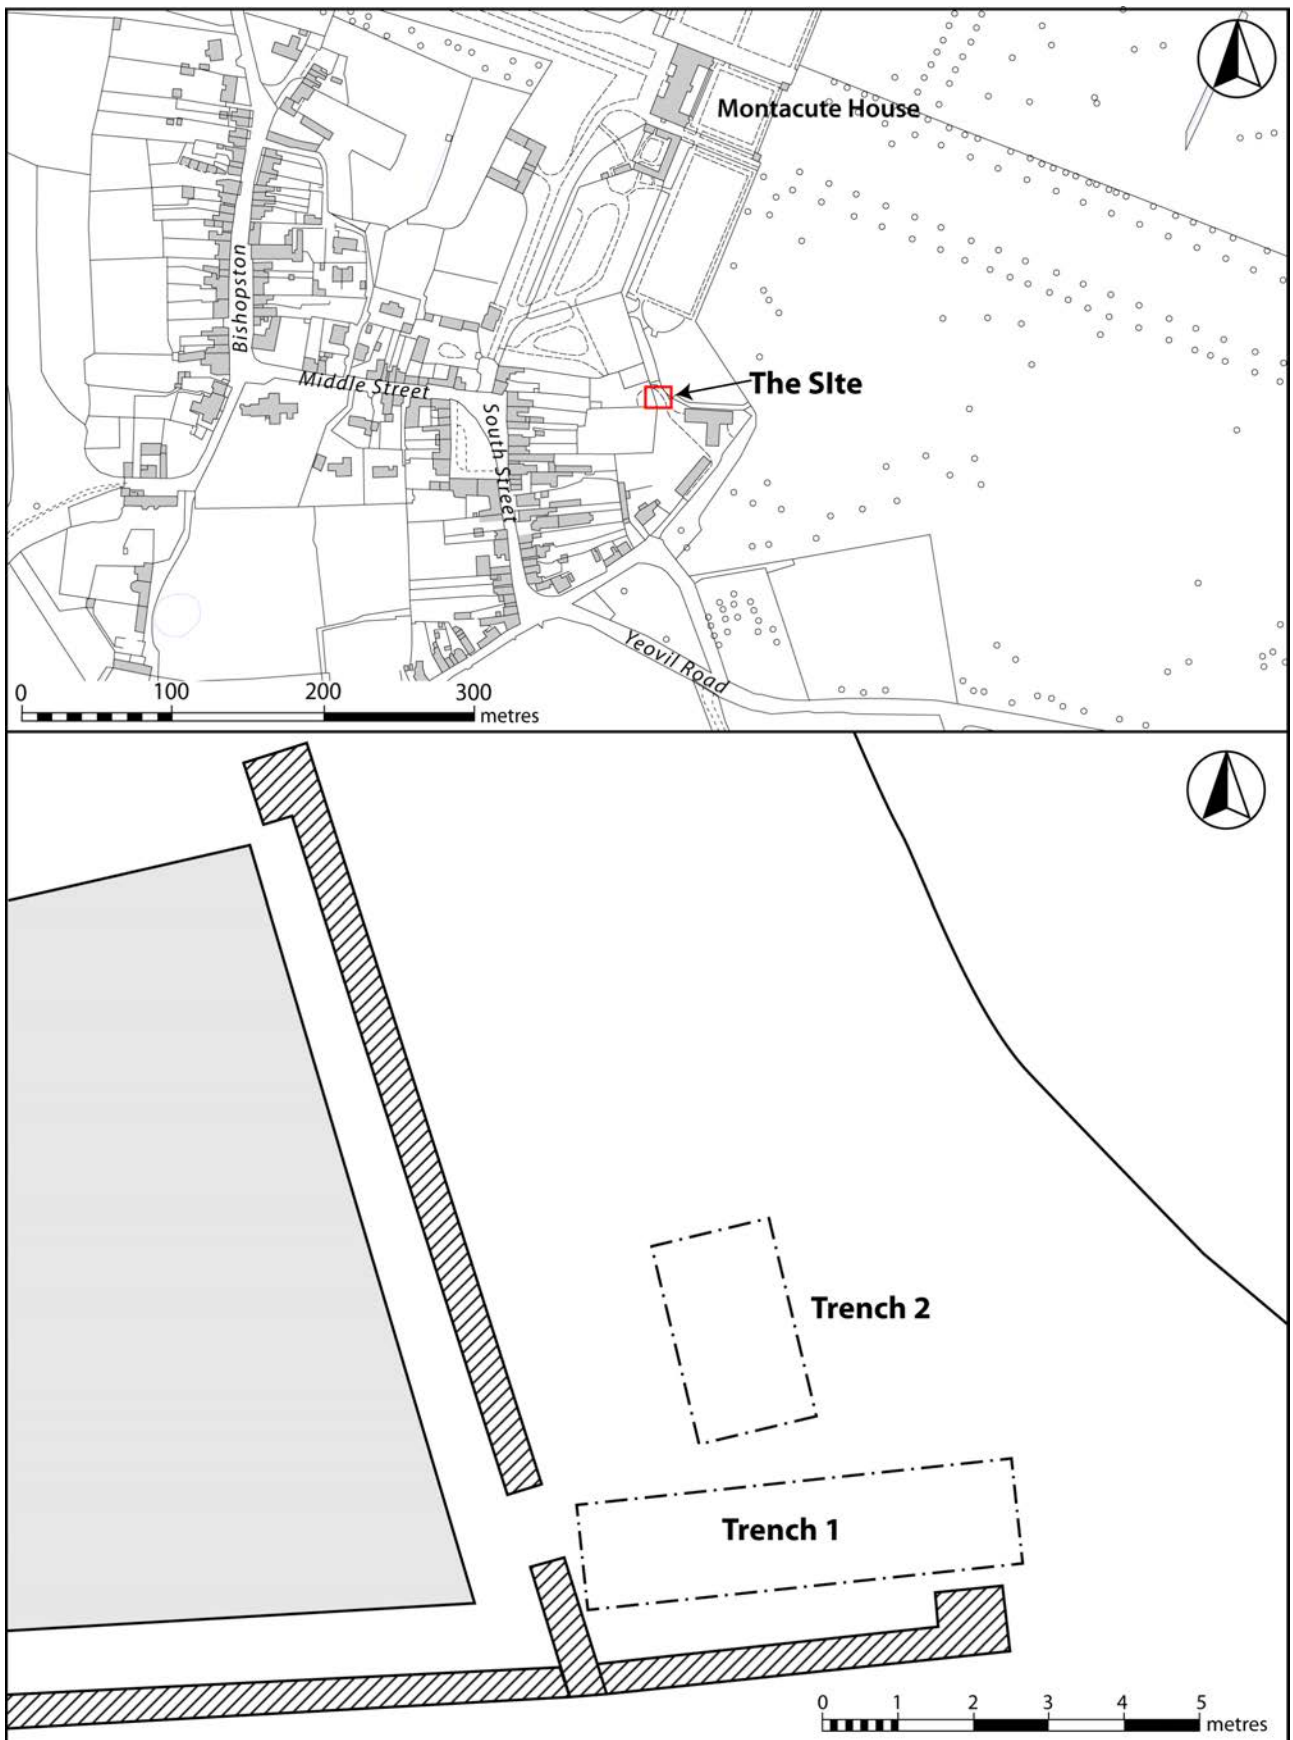 Montacute House
Bishopston
Middle Street
The SIte
South Street
Yeovil Road
0 100 200 300
metres
Trench 2
Trench 1
0 1 2 3 4 5
metres